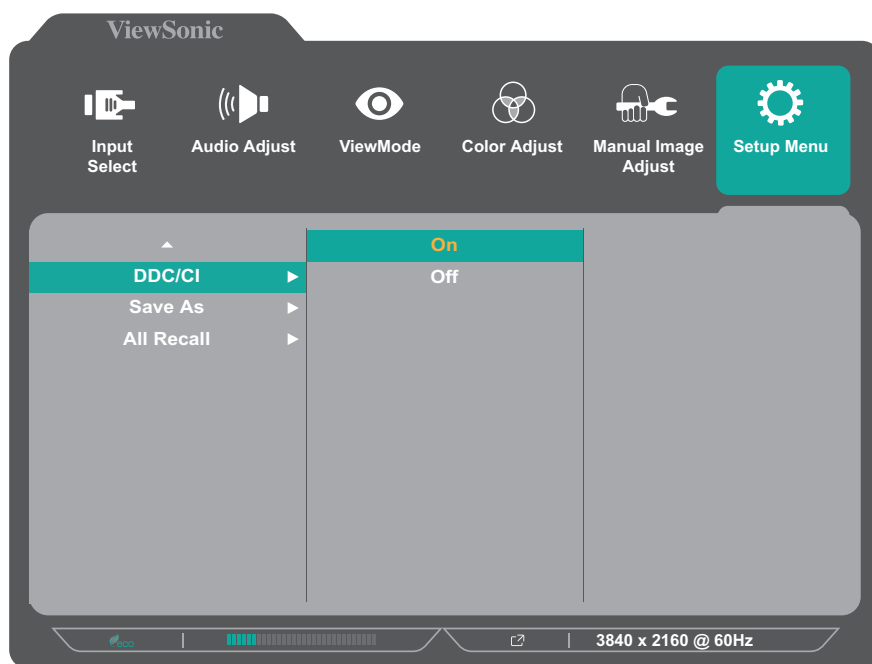 ViewSonic
Input Select
Audio Adjust
ViewMode
Color Adjust
Manual Image Adjust
Setup Menu
On
DDC/CI
Off
Save As
All Recall
eco
3840 x 2160 @ 60Hz